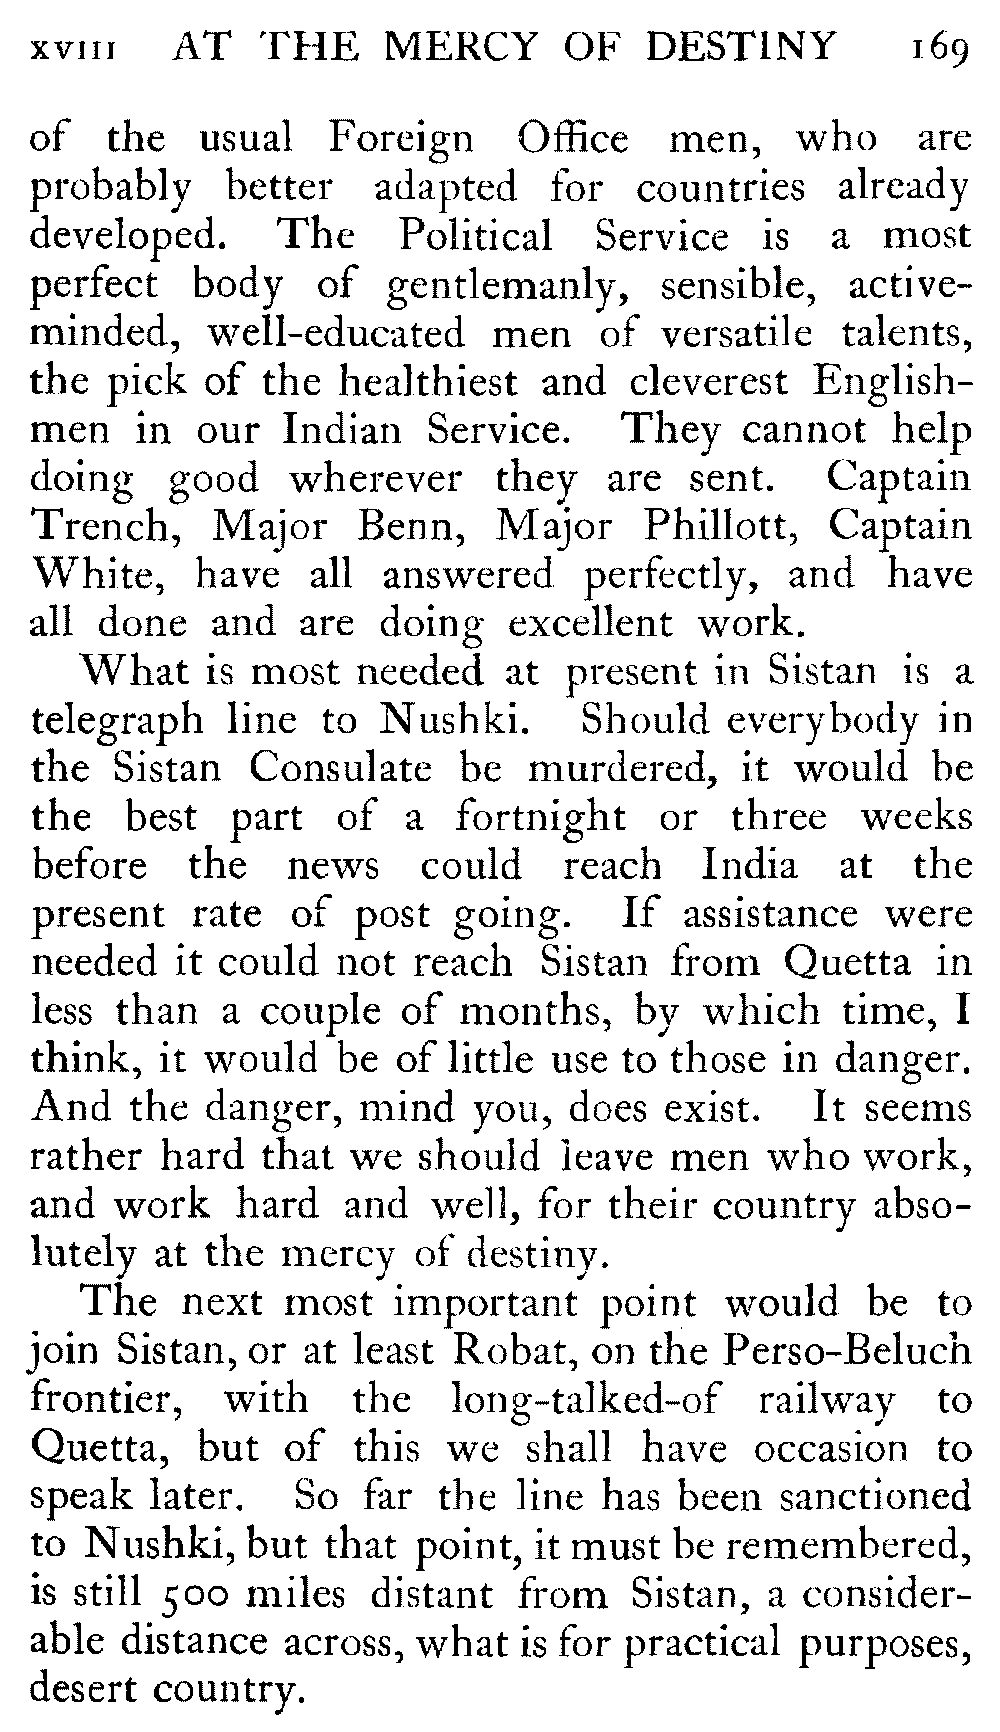 XVIII AT THE MERCY OF DESTINY 169
of the usual Foreign Office men, who are
probably better adapted for countries already
developed. The Political Service is a most
perfect body of gentlemanly, sensible, active-
minded, well-educated men of versatile talents,
the pick of the healthiest and cleverest English-
men in our Indian Service. They cannot help
doing good wherever they are sent. Captain
Trench, Major Benn, Major Phillott, Captain
White, have all answered perfectly, and have
all done and are doing excellent work.
What is most needed at present in Sistan is a
telegraph line to Nushki. Should everybody in
the Sistan Consulate be murdered, it would be
the best part of a fortnight or three weeks
before the news could reach India at the
present rate of post going. If assistance were
needed it could not reach Sistan from Quetta in
less than a couple of months, by which time, I
think, it would be of little use to those in danger.
And the danger, mind you, does exist. It seems
rather hard that we should leave men who work,
and work hard and well, for their country abso-
lutely at the mercy of destiny.
The next most important point would be to
join Sistan, or at least Robat, on the Perso-Beluch
frontier, with the long-talked-of railway to
Quetta, but of this we shall have occasion to
speak later. So far the line has been sanctioned
to Nushki, but that point, it must be remembered,
is still 500 miles distant from Sistan, a consider-
able distance across, what is for practical purposes,
desert country.